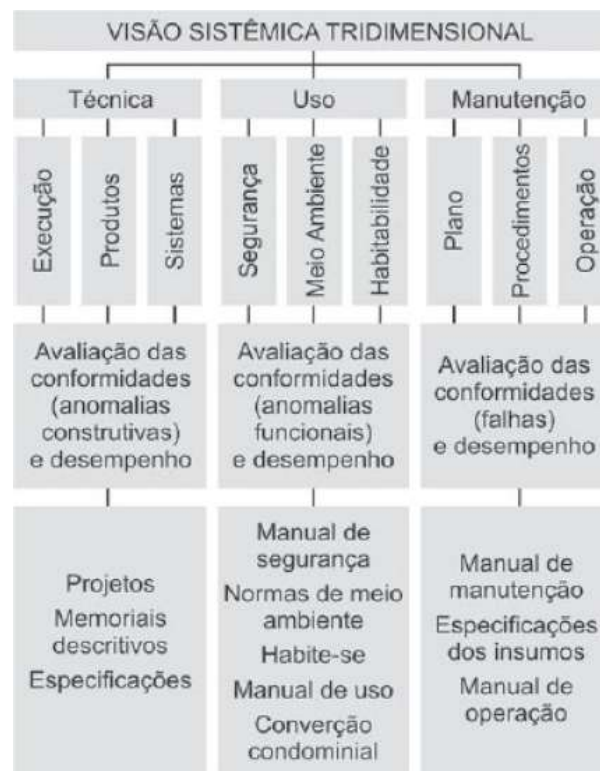 VISÃO SISTÊMICA TRIDIMENSIONAL
Técnica
Uso
Manutenção
Execução
Produtos
Sistemas
Segurança
Meio Ambiente
Habitabilidade
Plano
Procedimentos
Operação
Avaliação das
conformidades
(anomalias
construtivas)
e desempenho
Avaliação das
conformidades
(anomalias
funcionais)
e desempenho
Avaliação das
conformidades
(falhas)
e desempenho
Projetos
Memoriais
descritivos
Especificações
Manual de
segurança
Normas de meio
ambiente
Habite-se
Manual de uso
Converção
condominial
Manual de
manutenção
Especificações
dos insumos
Manual de
operação